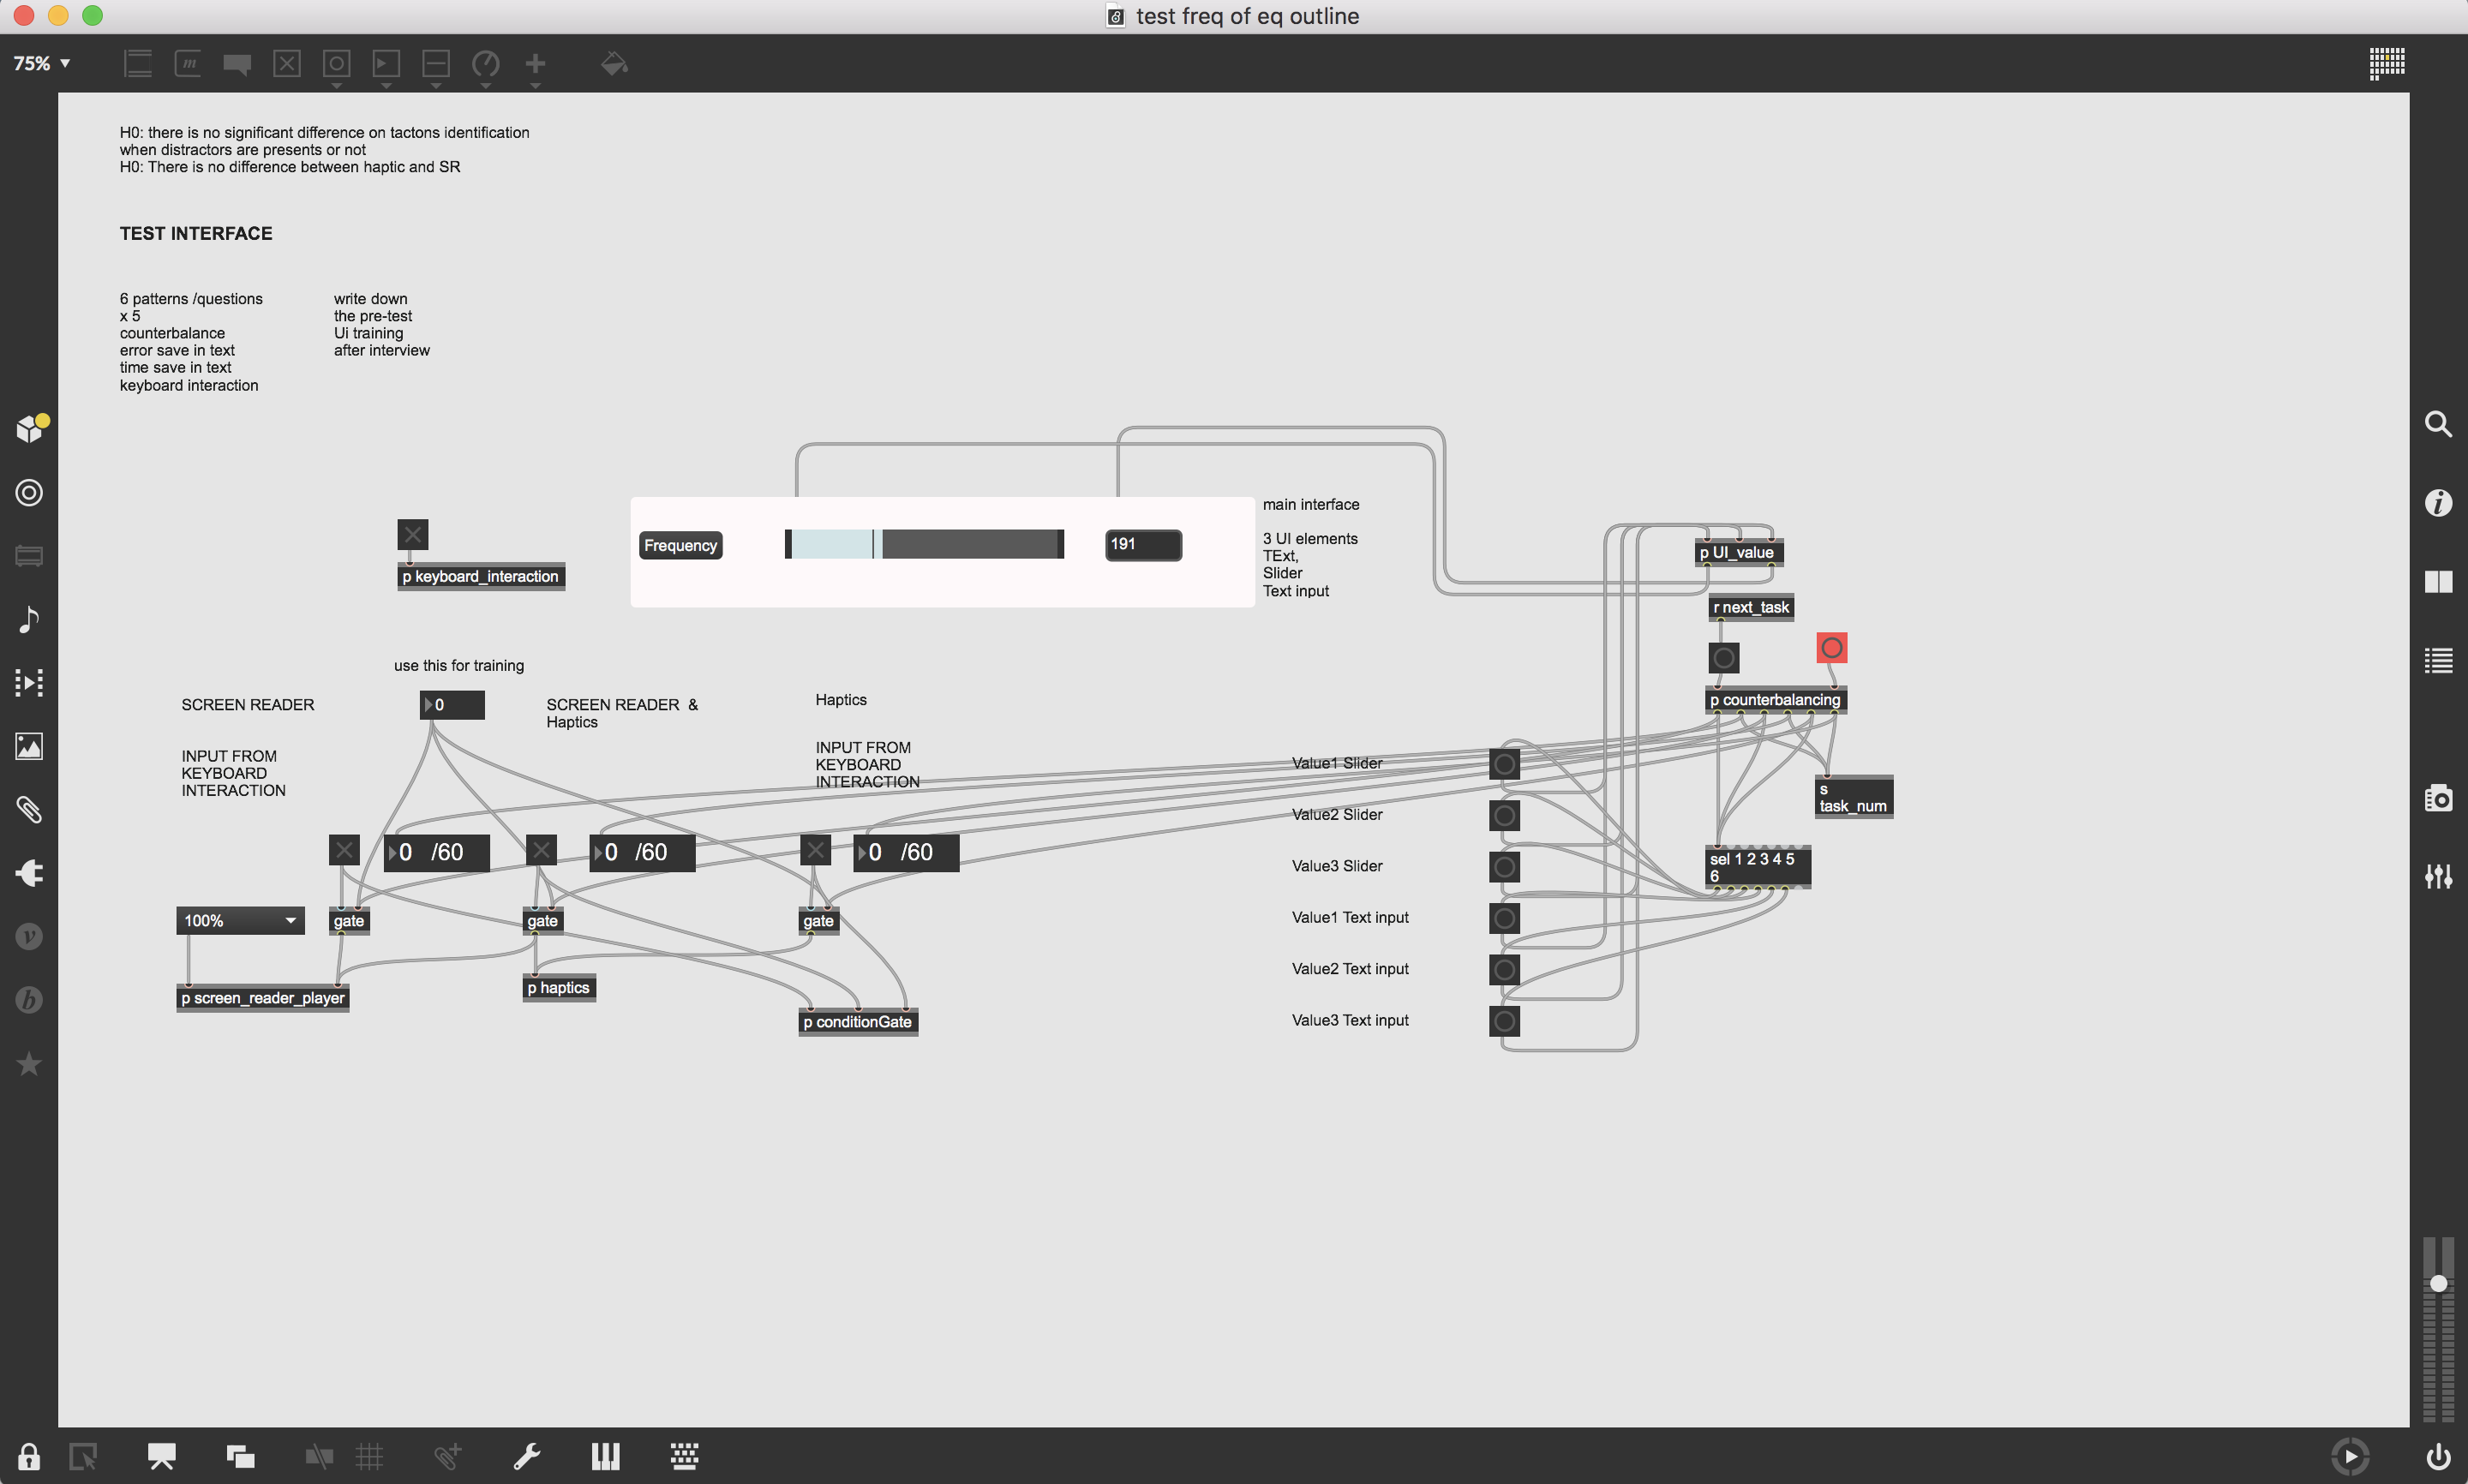 test freq of eq outline
75%
H0: there is no significant difference on tactons identification
when distractors are presents or not
H0: There is no difference between haptic and SR
TEST INTERFACE
6 patterns /questions
x 5
counterbalance
error save in text
time save in text
keyboard interaction
write down
the pre-test
Ui training
after interview
p keyboard_interaction
Frequency
191
main interface
3 UI elements
TExt,
Slider
Text input
p UI_value
r next_task
p counterbalancing
s
task_num
sel 1 2 3 4 5
6
use this for training
0
SCREEN READER
INPUT FROM
KEYBOARD
INTERACTION
SCREEN READER &
Haptics
Haptics
INPUT FROM
KEYBOARD
INTERACTION
0 /60
0 /60
0 /60
100%
gate
gate
gate
p screen_reader_player
p haptics
p conditionGate
Value1 Slider
Value2 Slider
Value3 Slider
Value1 Text input
Value2 Text input
Value3 Text input